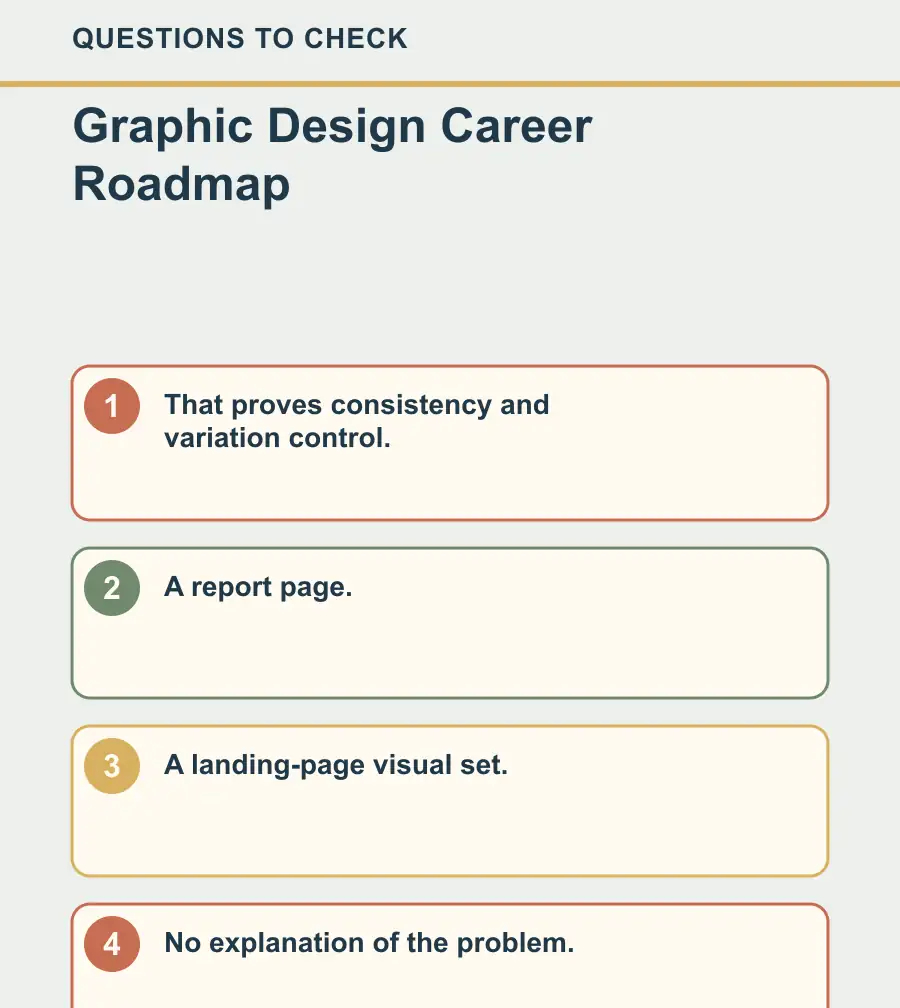 QUESTIONS TO CHECK
Graphic Design Career
Roadmap
1
That proves consistency and
variation control.
2
A report page.
3
A landing-page visual set.
4
No explanation of the problem.